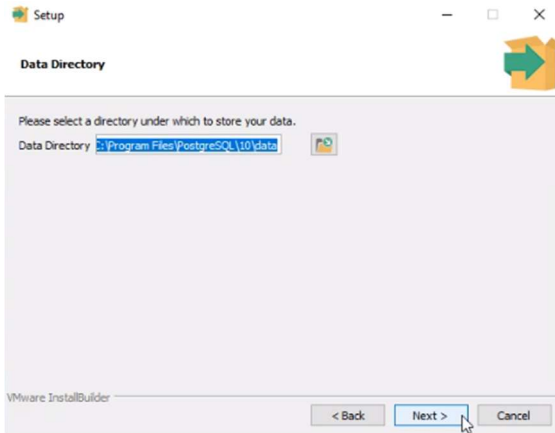 Setup
Data Directory
Please select a directory under which to store your data.
Data Directory C:\Program Files\PostgreSQL\10\data
VMware InstallBuilder
< Back Next > Cancel